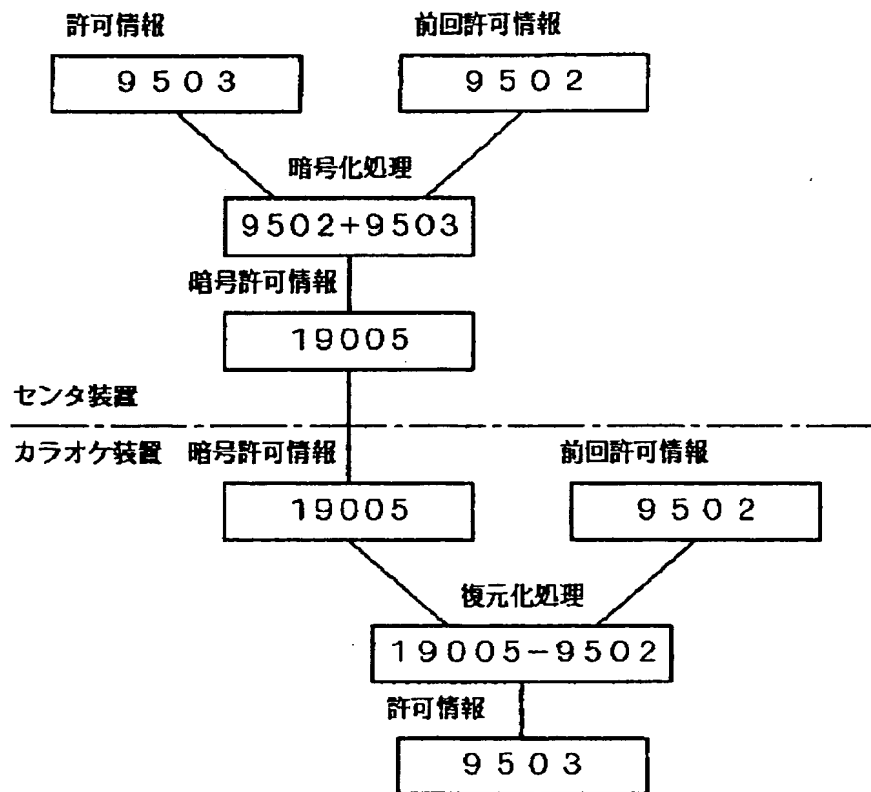 許可情報 前回許可情報
9503 9502
暗号化処理
9502+9503
暗号許可情報
19005
センタ装置
カラオケ装置 暗号許可情報 前回許可情報
19005 9502
復元化処理
19005-9502
許可情報
9503